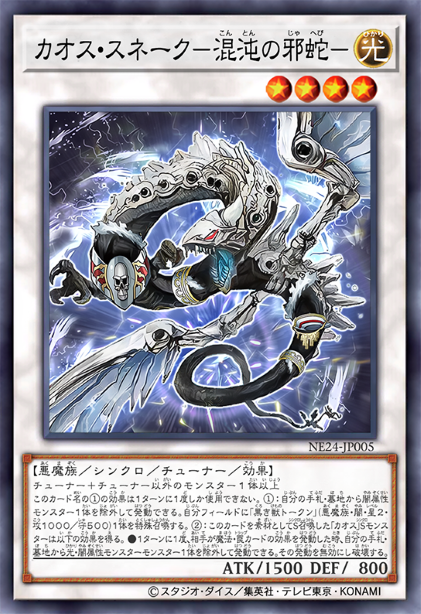 カオス・スネーク－混沌の邪蛇－
光
NE24-JP005
【悪魔族／シンクロ／チューナー／効果】
チューナー＋チューナー以外のモンスター1体以上
このカード名の①の効果は1ターンに1度しか使用できない。①：自分の手札・墓地から闇属性
モンスター1体を除外して発動できる。自分フィールドに「黒き獣トークン」（悪魔族・闇・星2・
攻1000／守500）1体を特殊召喚する。②：このカードを素材としてS召喚した「カオス」Sモンス
ターは以下の効果を得る。●1ターンに1度、相手が魔法・罠カードの効果を発動した時、自分の手札・
墓地から光・闇属性モンスターモンスター1体を除外して発動できる。その発動を無効にし破壊する。
ATK/1500 DEF/ 800
©スタジオ・ダイス／集英社・テレビ東京・KONAMI